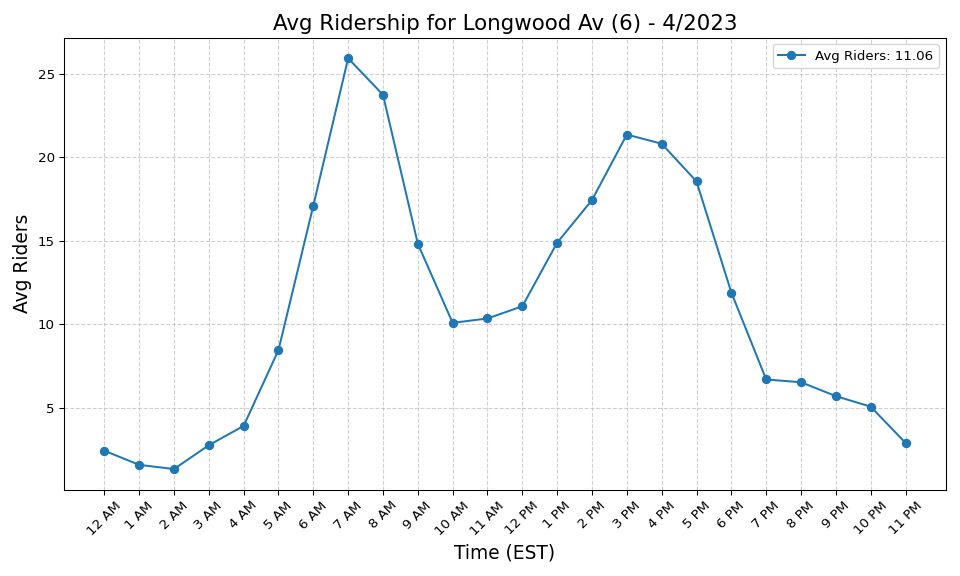 Avg Ridership for Longwood Av (6) - 4/2023
Avg Riders: 11.06
Avg Riders
25
20
15
10
5
12 AM
1 AM
2 AM
3 AM
4 AM
5 AM
6 AM
7 AM
8 AM
9 AM
10 AM
11 AM
12 PM
1 PM
2 PM
3 PM
4 PM
5 PM
6 PM
7 PM
8 PM
9 PM
10 PM
11 PM
Time (EST)